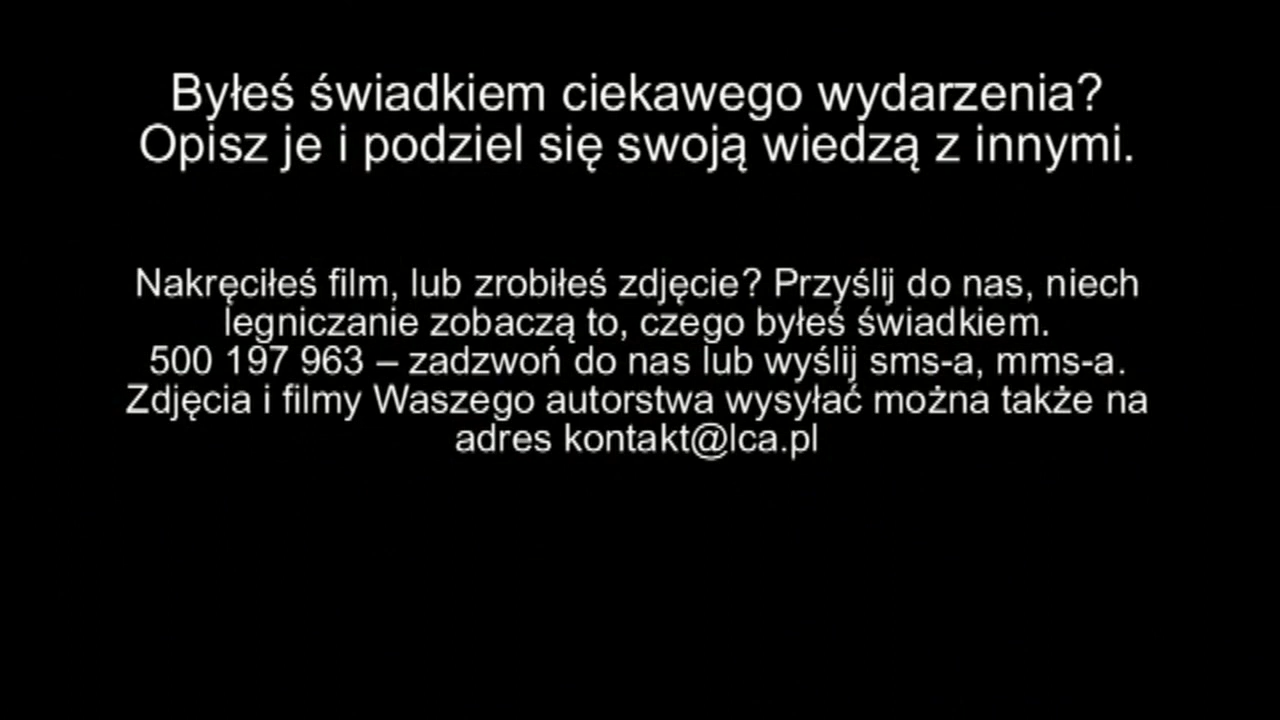 Byłeś świadkiem ciekawego wydarzenia?
Opisz je i podziel się swoją wiedzą z innymi.
Nakręciłeś film, lub zrobiłeś zdjęcie? Przyślij do nas, niech
legniczanie zobaczą to, czego byłeś świadkiem.
500 197 963 – zadzwoń do nas lub wyślij sms-a, mms-a.
Zdjęcia i filmy Waszego autorstwa wysyłać można także na
adres kontakt@lca.pl